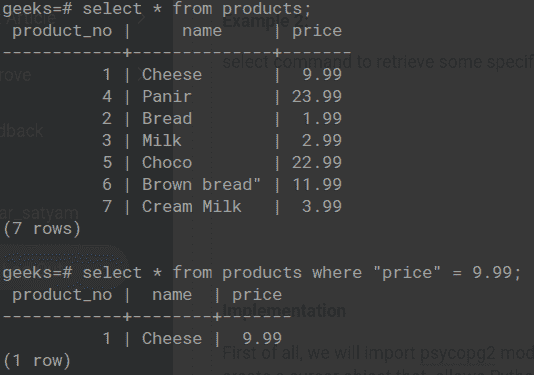 geeks=# select * from products;
 product_no |     name     | price
------------+--------------+-------
          1 | Cheese       |  9.99
          4 | Panir        | 23.99
          2 | Bread        |  1.99
          3 | Milk         |  2.99
          5 | Choco        | 22.99
          6 | Brown bread" | 11.99
          7 | Cream Milk   |  3.99
(7 rows)
geeks=# select * from products where "price" = 9.99;
 product_no |  name  | price
------------+--------+-------
          1 | Cheese |  9.99
(1 row)
Article
Example 2:
select command to retrieve some specif
rove
dback
ar_satyam
Implementation
First of all, we will import psycopg2 mod